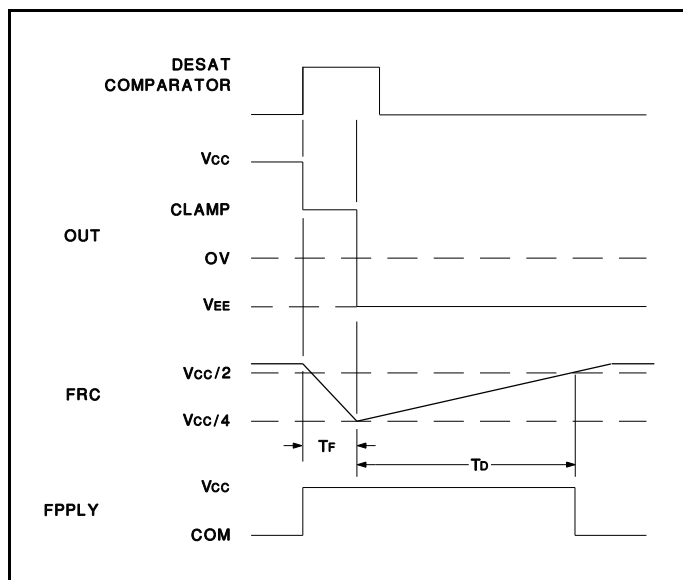 DESAT
COMPARATOR
VCC
CLAMP
OUT
OV
VEE
VCC/2
FRC
VCC/4
TF
TD
VCC
FPPLY
COM